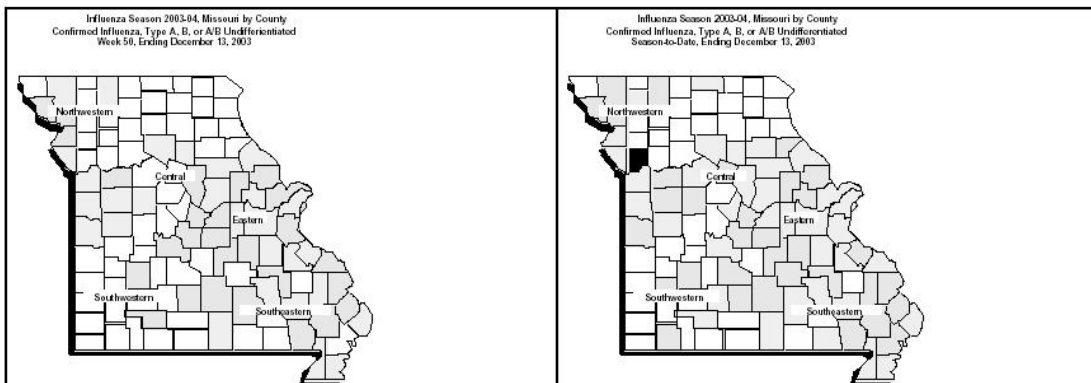 Influenza Season 2003-04, Missouri by County
Confirmed Influenza, Type A, B, or A/B Undifferentiated
Week 50, Ending December 13, 2003
Northwestern
Central
Eastern
Southwestern
Southeastern
Influenza Season 2003-04, Missouri by County
Confirmed Influenza, Type A, B, or A/B Undifferentiated
Season-to-Date, Ending December 13, 2003
Northwestern
Central
Eastern
Southwestern
Southeastern